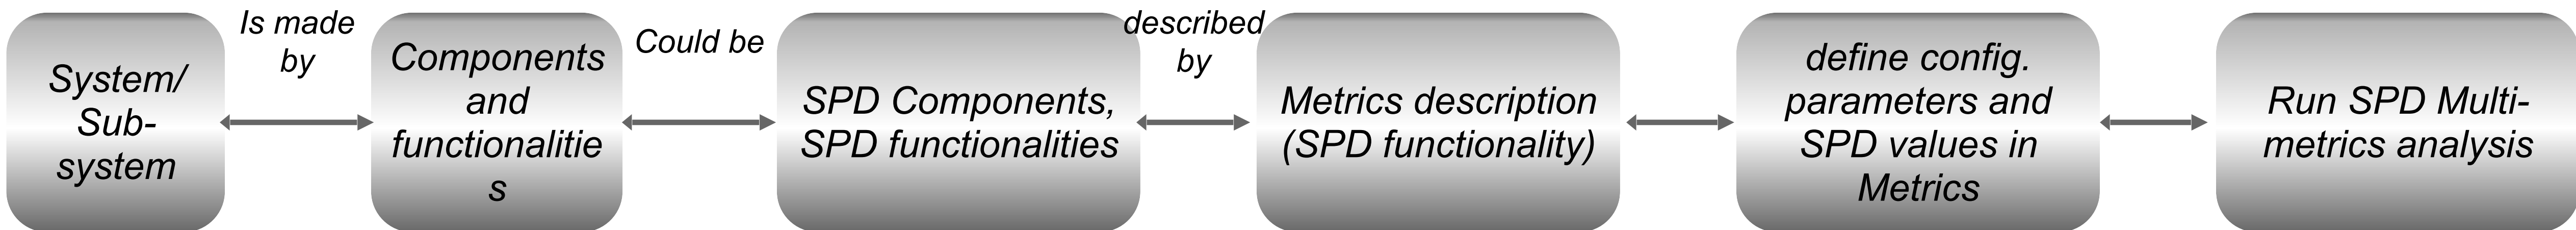 System/
Sub-
system
Is made
by
Components
and
functionalitie
s
Could be
SPD Components,
SPD functionalities
described
by
Metrics description
(SPD functionality)
define config.
parameters and
SPD values in
Metrics
Run SPD Multi-
metrics analysis